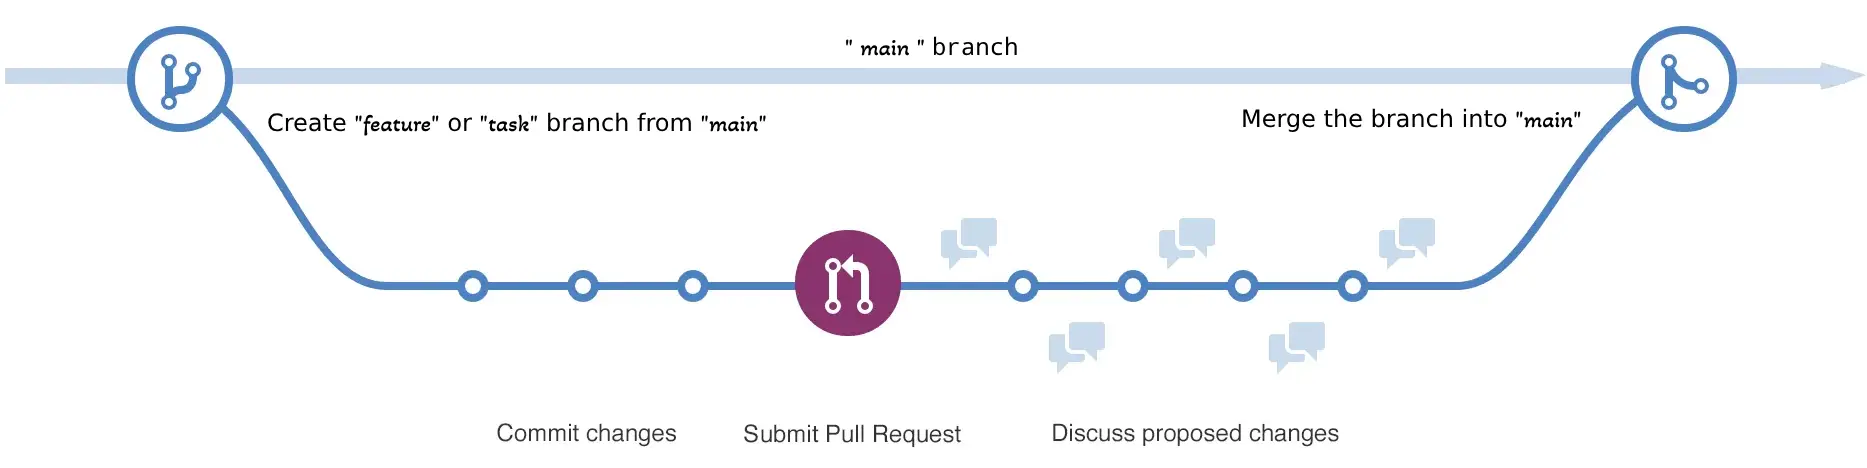 " main " branch
Create "feature" or "task" branch from "main"
Merge the branch into "main"
Commit changes
Submit Pull Request
Discuss proposed changes